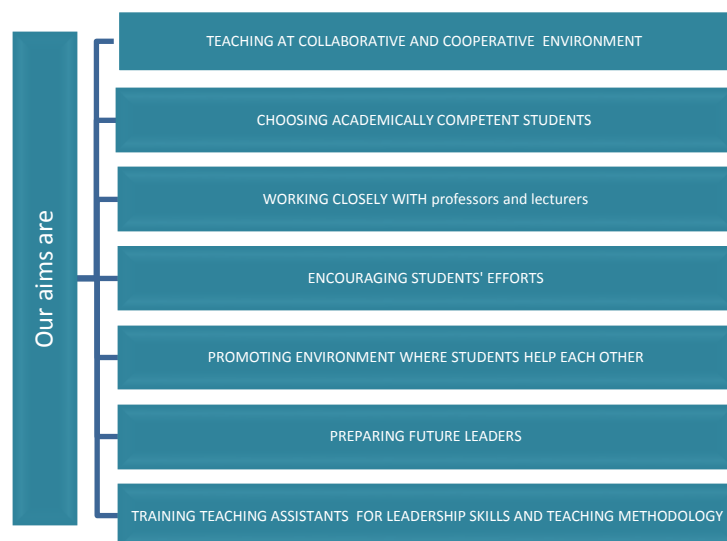 Our aims are
TEACHING AT COLLABORATIVE AND COOPERATIVE ENVIRONMENT
CHOOSING ACADEMICALLY COMPETENT STUDENTS
WORKING CLOSELY WITH professors and lecturers
ENCOURAGING STUDENTS' EFFORTS
PROMOTING ENVIRONMENT WHERE STUDENTS HELP EACH OTHER
PREPARING FUTURE LEADERS
TRAINING TEACHING ASSISTANTS FOR LEADERSHIP SKILLS AND TEACHING METHODOLOGY